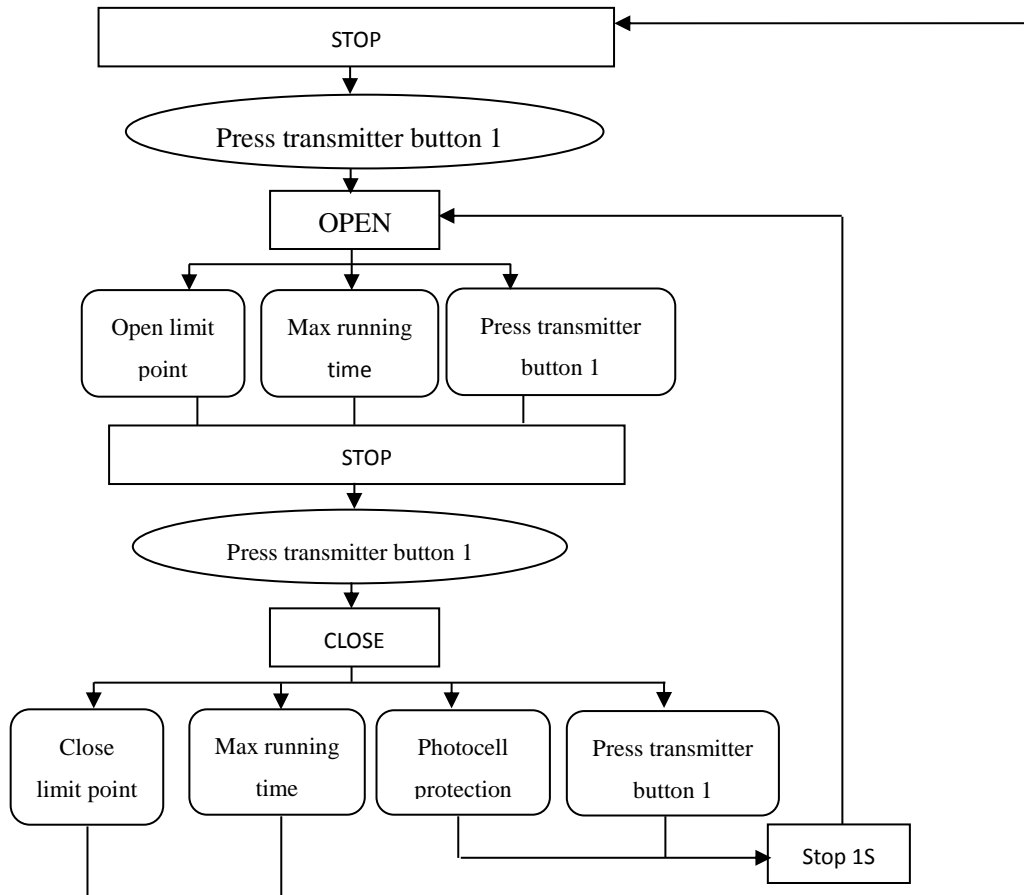 STOP
Press transmitter button 1
OPEN
Open limit
point
Max running
time
Press transmitter
button 1
STOP
Press transmitter button 1
CLOSE
Close
limit point
Max running
time
Photocell
protection
Press transmitter
button 1
Stop 1S